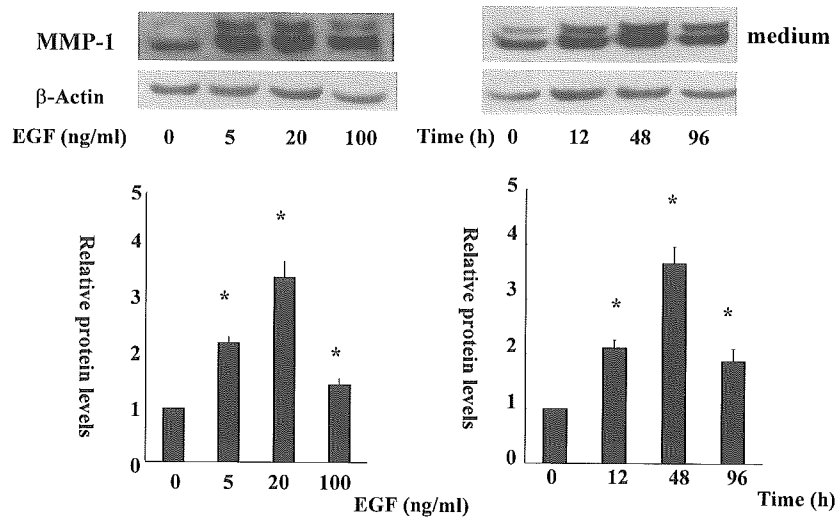 MMP-1
medium
β-Actin
EGF (ng/ml) 0 5 20 100
Time (h) 0 12 48 96
Relative protein levels
5
4
3
2
1
0
* * *
0 5 20 100
EGF (ng/ml)
Relative protein levels
5
4
3
2
1
0
* * *
0 12 48 96
Time (h)